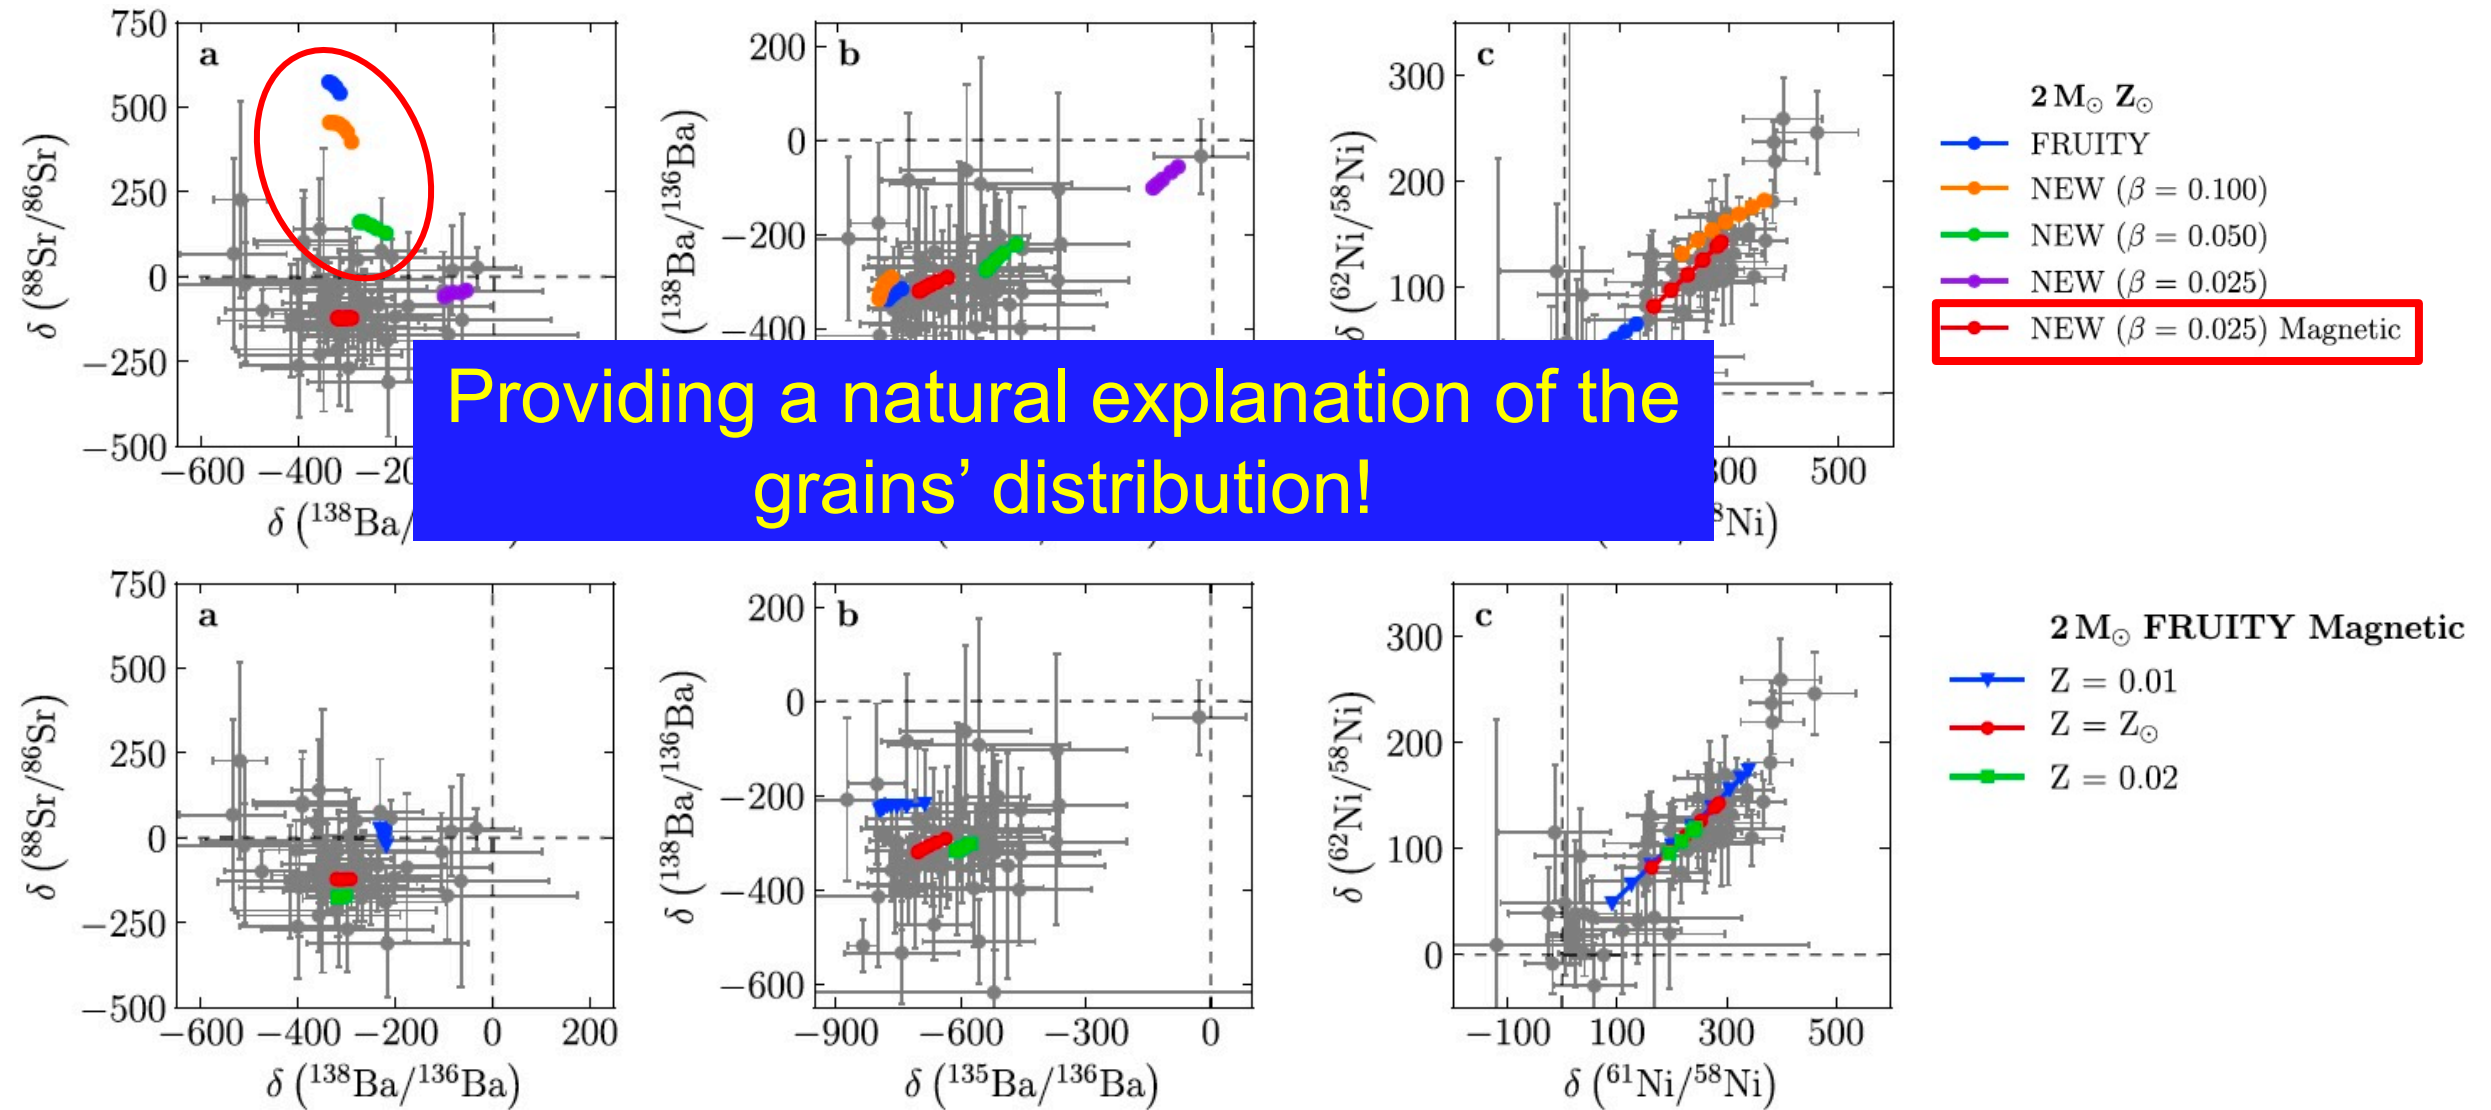 a
750
500
250
0
−250
−500
−600 −400 −20
δ (88Sr/86Sr)
δ (138Ba/
b
200
0
−200
−400
(138Ba/136Ba)
c
300
200
100
300 500
δ (62Ni/58Ni)
8Ni)
2 M⊙ Z⊙
FRUITY
NEW (β = 0.100)
NEW (β = 0.050)
NEW (β = 0.025)
NEW (β = 0.025) Magnetic
Providing a natural explanation of the
grains’ distribution!
a
750
500
250
0
−250
−500
−600 −400 −200 0 200
δ (88Sr/86Sr)
δ (138Ba/136Ba)
b
200
0
−200
−400
−600
−900 −600 −300 0
δ (138Ba/136Ba)
δ (135Ba/136Ba)
c
300
200
100
0
−100 100 300 500
δ (62Ni/58Ni)
δ (61Ni/58Ni)
2 M⊙ FRUITY Magnetic
Z = 0.01
Z = Z⊙
Z = 0.02